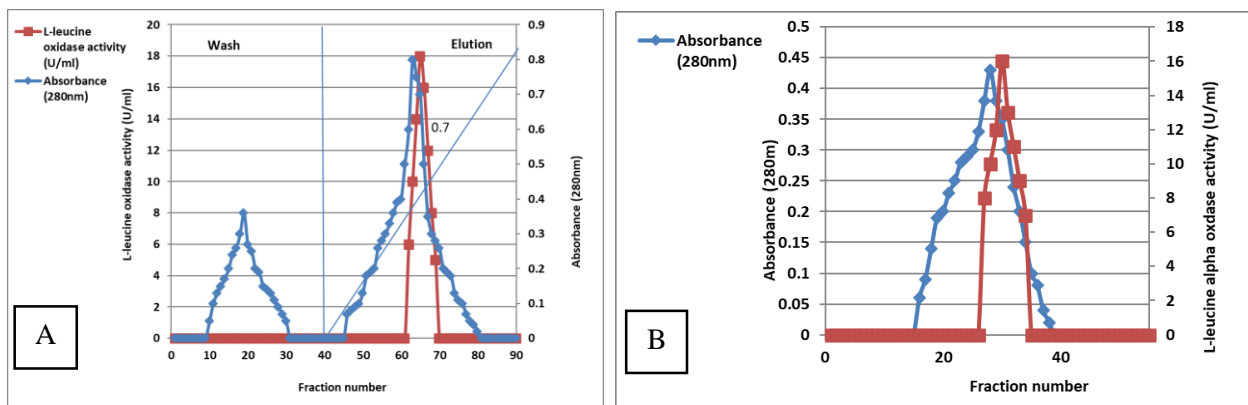 L-leucine
oxidase activity
(U/ml)
Absorbance
(280nm)
L-leucine oxidase activity (U/ml)
20
18
16
14
12
10
8
6
4
2
0
Wash
Elution
0.7
0.9
0.8
0.7
0.6
0.5
0.4
0.3
0.2
0.1
0
Absorbance (280nm)
0 10 20 30 40 50 60 70 80 90
Fraction number
A
Absorbance
(280nm)
Absorbance (280m)
0.5
0.45
0.4
0.35
0.3
0.25
0.2
0.15
0.1
0.05
0
18
16
14
12
10
8
6
4
2
0
L-leucine alpha oxidase activity (U/ml)
0 20 40
Fraction number
B